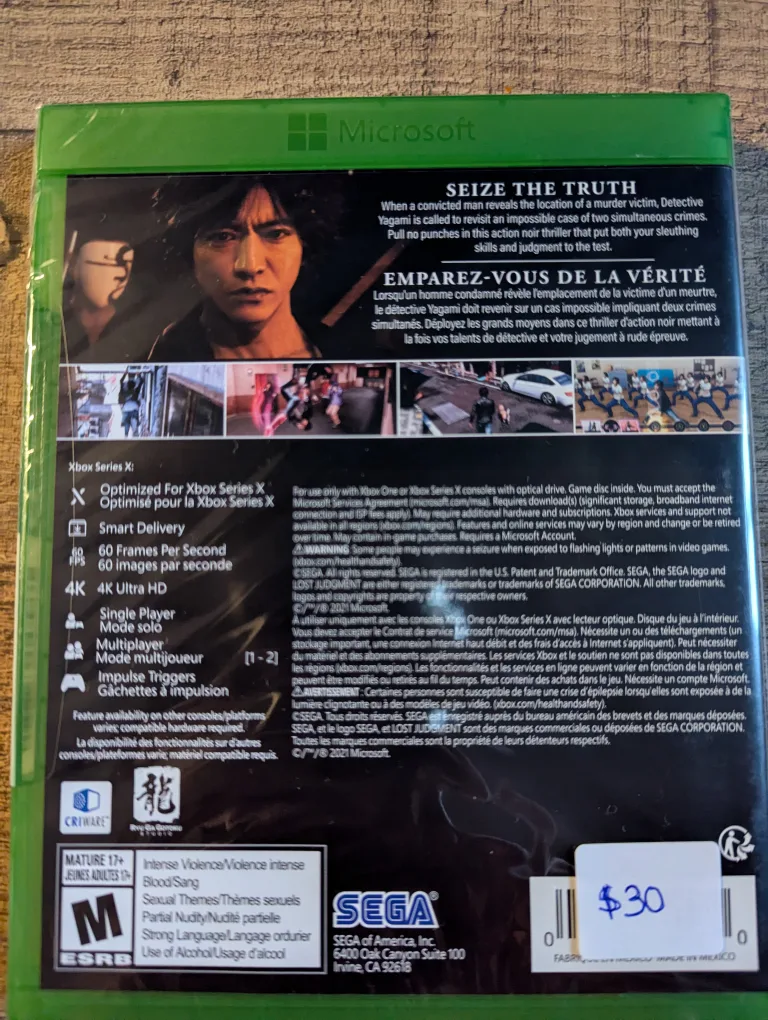 Microsoft
SEIZE THE TRUTH
When a convicted man reveals the location of a murder victim, Detective
Yagami is called to revisit an impossible case of two simultaneous crimes.
Pull no punches in this action noir thriller that put both your sleuthing
skills and judgment to the test.
EMPAREZ-VOUS DE LA VÉRITÉ
Lorsqu'un homme condamné révèle l'emplacement de la victime d'un meurtre,
le détective Yagami doit revenir sur un cas impossible impliquant deux crimes
simultanés. Déployez les grands moyens dans ce thriller d'action noir mettant à
la fois vos talents de détective et votre jugement à rude épreuve.
Xbox Series X:
Optimized For Xbox Series X
Optimisé pour la Xbox Series X
Smart Delivery
60 FPS
60 Frames Per Second
60 images par seconde
4K 4K Ultra HD
Single Player
Mode solo
Multiplayer
Mode multijoueur [1 - 2]
Impulse Triggers
Gâchettes à impulsion
Feature availability on other consoles/platforms
varies; compatible hardware required.
La disponibilité des fonctionnalités sur d'autres
consoles/plateformes varie; matériel compatible requis.
For use only with Xbox One or Xbox Series X consoles with optical drive. Game disc inside. You must accept the
Microsoft Services Agreement (microsoft.com/msa). Requires download(s) (significant storage, broadband internet
connection and ISP fees apply). May require additional hardware and subscriptions. Xbox services and support not
available in all regions (xbox.com/regions). Features and online services may vary by region and change or be retired
over time. May contain in-game purchases. Requires a Microsoft Account.
⚠WARNING Some people may experience a seizure when exposed to flashing lights or patterns in video games.
(xbox.com/healthandsafety).
©SEGA. All rights reserved. SEGA is registered in the U.S. Patent and Trademark Office. SEGA, the SEGA logo and
LOST JUDGMENT are either registered trademarks or trademarks of SEGA CORPORATION. All other trademarks,
logos and copyrights are property of their respective owners.
©/™/® 2021 Microsoft.
À utiliser uniquement avec les consoles Xbox One ou Xbox Series X avec lecteur optique. Disque du jeu à l'intérieur.
Vous devez accepter le Contrat de service Microsoft (microsoft.com/msa). Nécessite un ou des téléchargements (un
stockage important, une connexion Internet haut débit et des frais d'accès à Internet s'appliquent). Peut nécessiter
du matériel et des abonnements supplémentaires. Les services Xbox et le soutien ne sont pas disponibles dans toutes
les régions (xbox.com/regions). Les fonctionnalités et les services en ligne peuvent varier en fonction de la région et
peuvent être modifiés ou retirés au fil du temps. Peut contenir des achats dans le jeu. Nécessite un compte Microsoft.
⚠AVERTISSEMENT : Certaines personnes sont susceptible de faire une crise d'épilepsie lorsqu'elles sont exposée à de la
lumière clignotante ou à des modèles de jeu vidéo. (xbox.com/healthandsafety).
©SEGA. Tous droits réservés. SEGA est enregistré auprès du bureau américain des brevets et des marques déposées.
SEGA, et le logo SEGA, et LOST JUDGMENT sont des marques commerciales ou déposées de SEGA CORPORATION.
Toutes les marques commerciales sont la propriété de leurs détenteurs respectifs.
©/™/® 2021 Microsoft.
CRIWARE™
龍
RYU GA GOTOKU
STUDIO
MATURE 17+
JEUNES ADULTES 17+
M
ESRB
Intense Violence/Violence intense
Blood/Sang
Sexual Themes/Thèmes sexuels
Partial Nudity/Nudité partielle
Strong Language/Langage ordurier
Use of Alcohol/Usage d'alcool
SEGA®
SEGA of America, Inc.
6400 Oak Canyon Suite 100
Irvine, CA 92618
$30
0 0